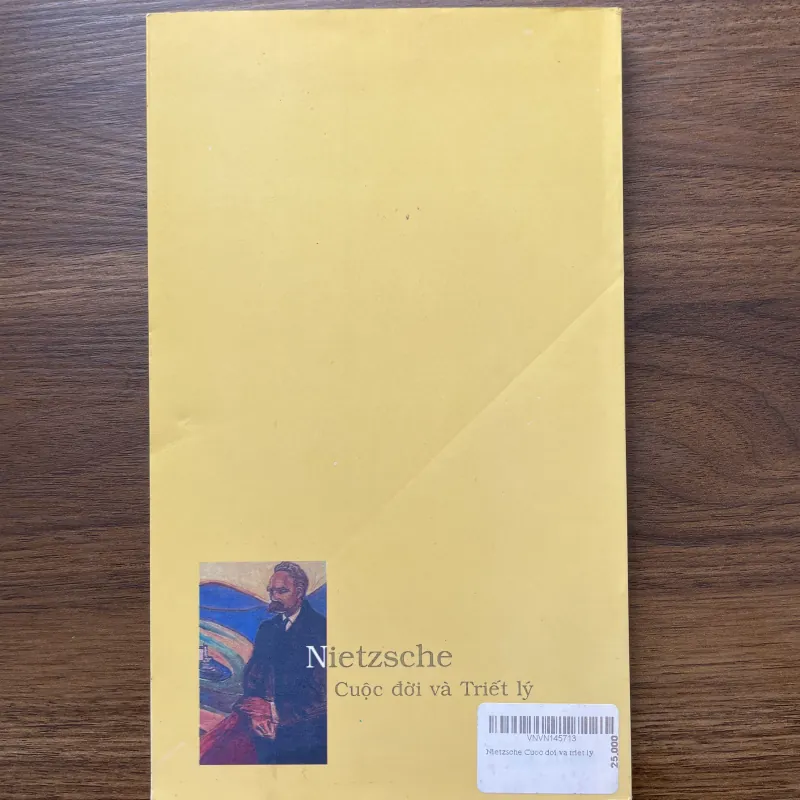 Nietzsche
Cuộc đời và Triết lý
VNVN145713
Nietzsche Cuoc doi va triet ly
25,000